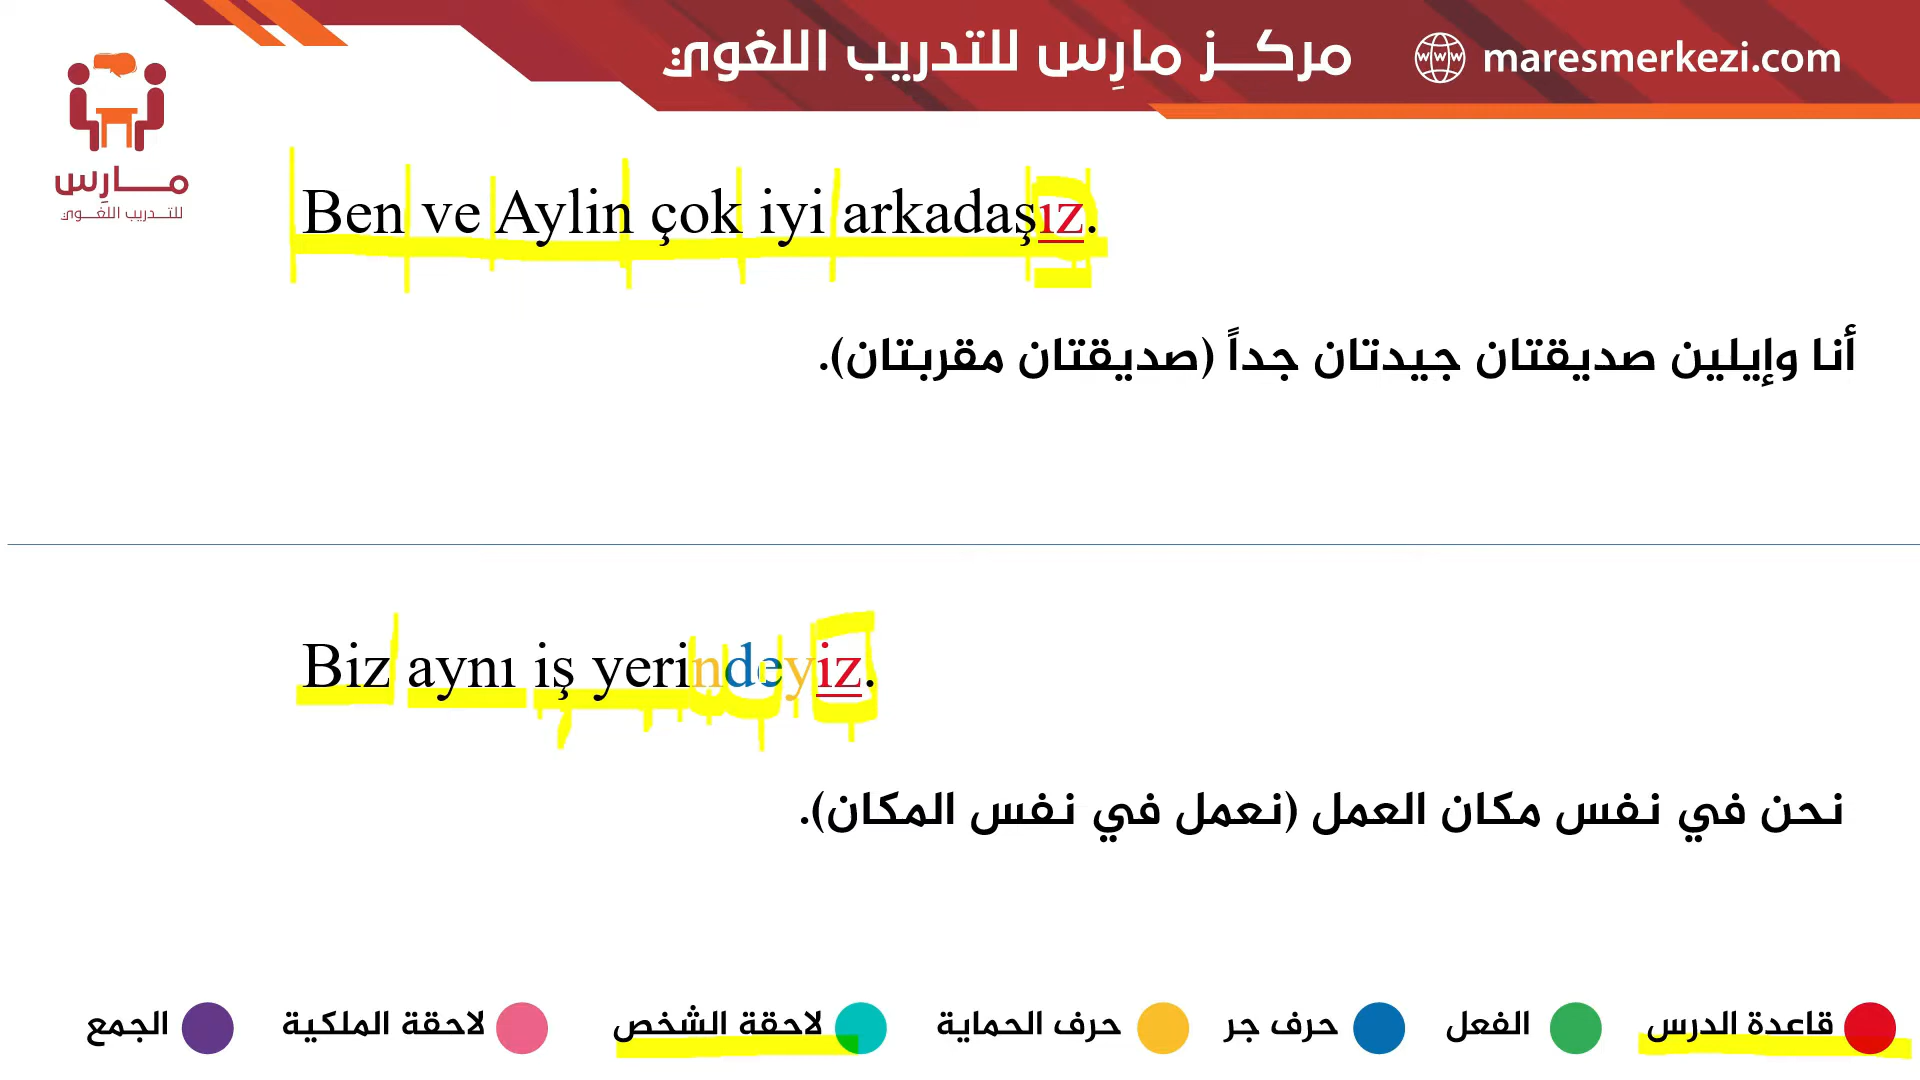 مركـــز مارِس للتدريب اللغوي
maresmerkezi.com
مـــارِس
للتـــدريب اللغـــوي
Ben ve Aylin çok iyi arkadaşız.
أنا وإيلين صديقتان جيدتان جداً (صديقتان مقربتان).
Biz aynı iş yerindeyiz.
نحن في نفس مكان العمل (نعمل في نفس المكان).
قاعدة الدرس الفعل حرف جر حرف الحماية لاحقة الشخص لاحقة الملكية الجمع